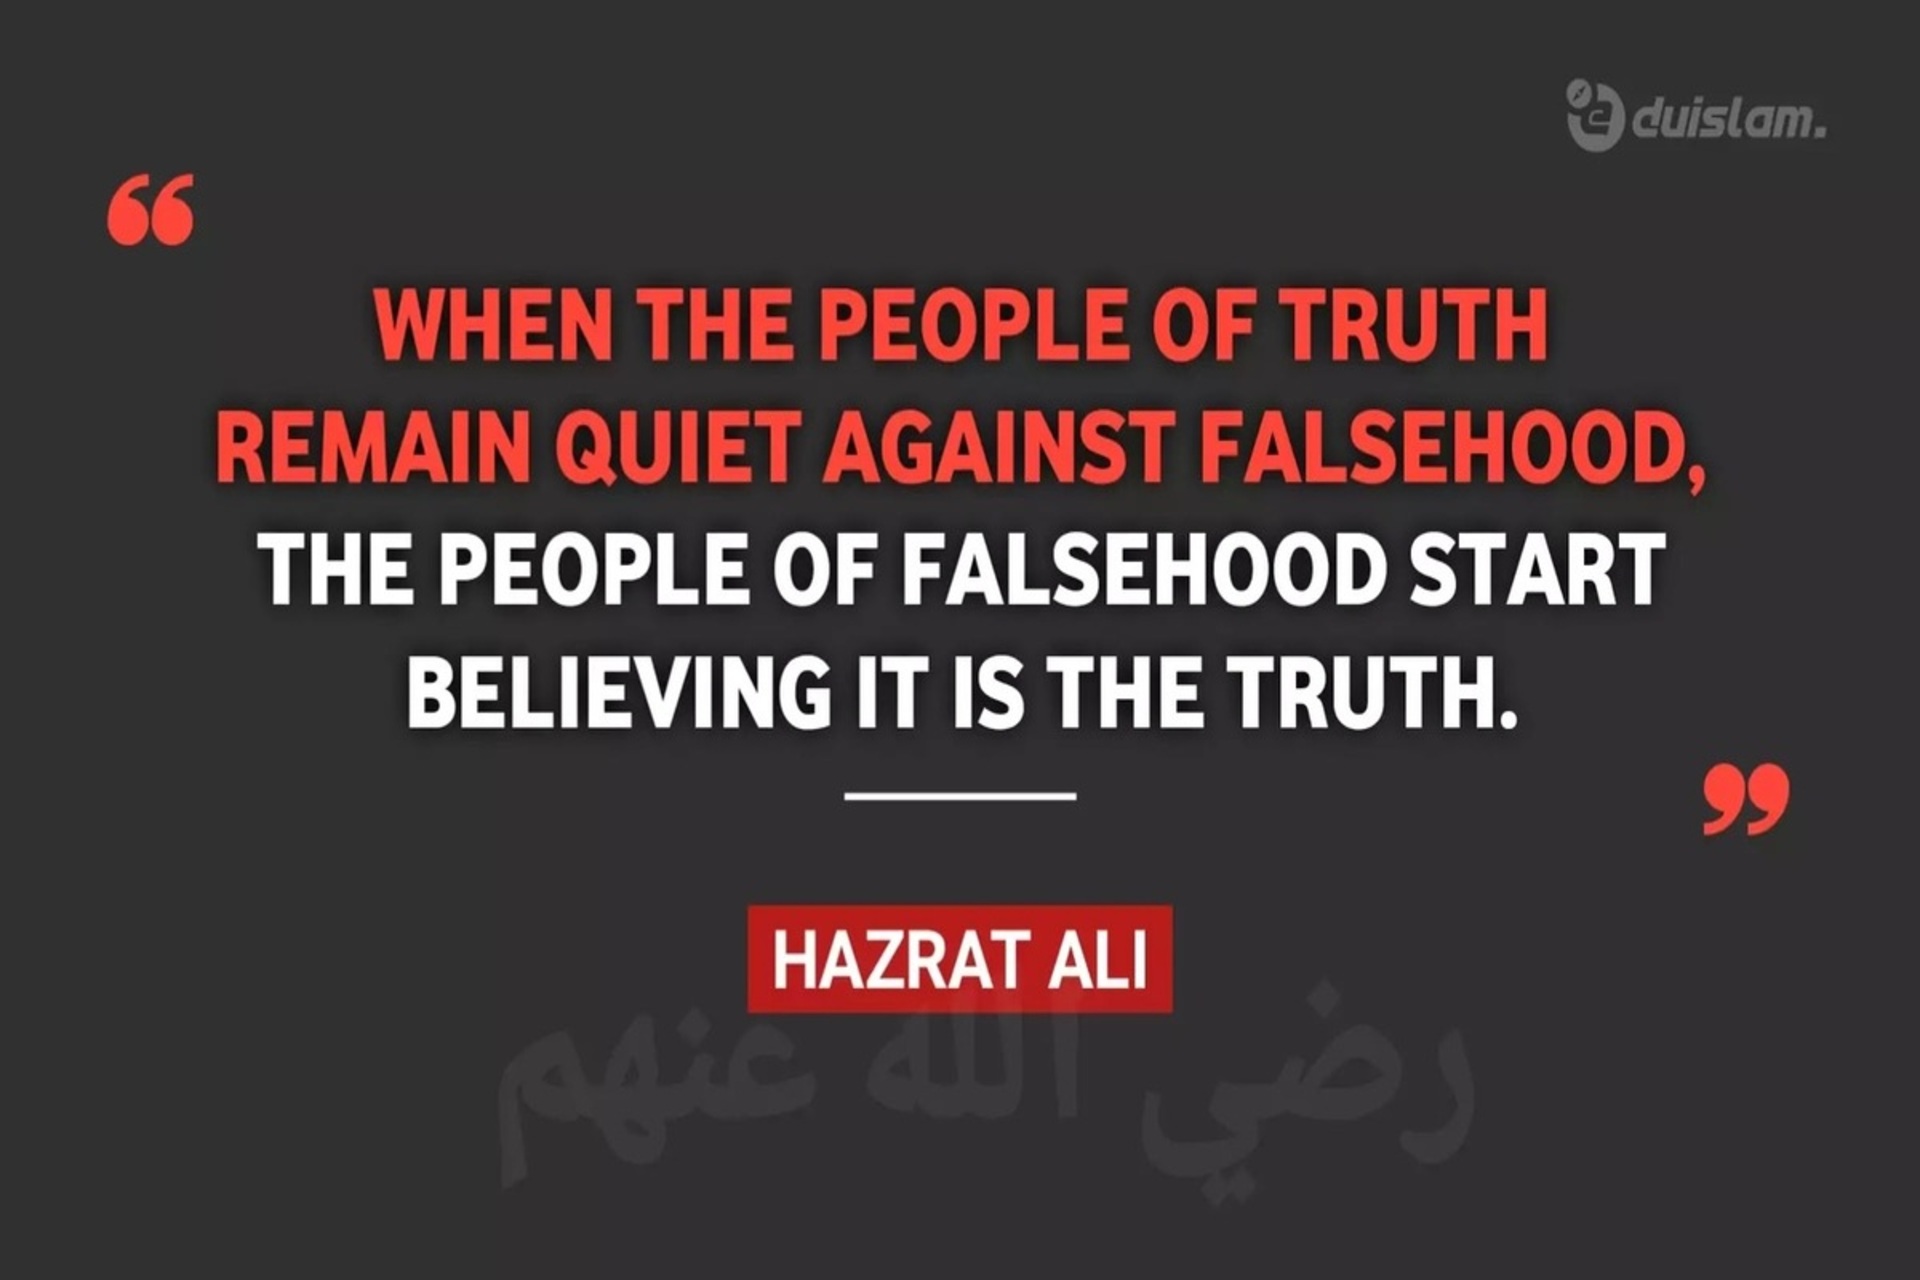 eduislam.
“
WHEN THE PEOPLE OF TRUTH
REMAIN QUIET AGAINST FALSEHOOD,
THE PEOPLE OF FALSEHOOD START
BELIEVING IT IS THE TRUTH.
”
HAZRAT ALI
رضي الله عنهم